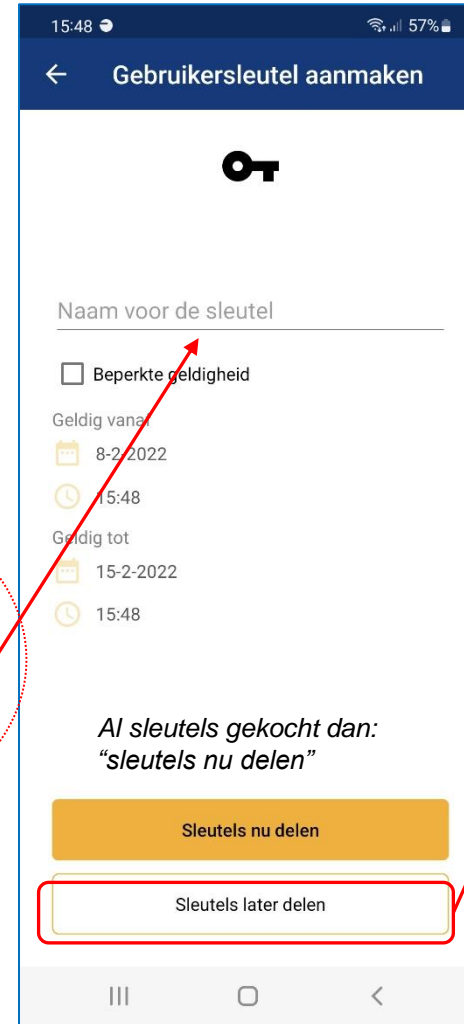 15:48 57%
Gebruikersleutel aanmaken
Naam voor de sleutel
Beperkte geldigheid
Geldig vanaf
8-2-2022
15:48
Geldig tot
15-2-2022
15:48
Al sleutels gekocht dan:
“sleutels nu delen”
Sleutels nu delen
Sleutels later delen